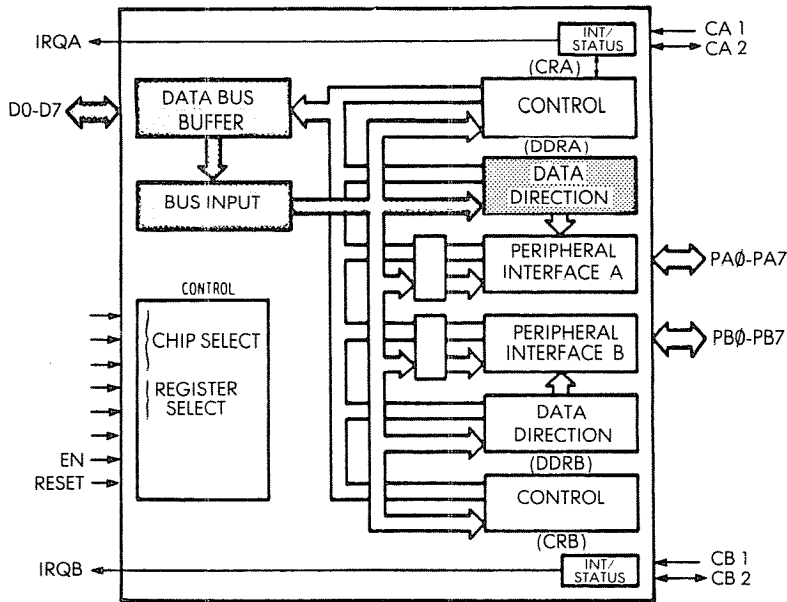 IRQA
INT/
STATUS
CA 1
CA 2
(CRA)
D0-D7
DATA BUS
BUFFER
CONTROL
(DDRA)
DATA
DIRECTION
BUS INPUT
PERIPHERAL
INTERFACE A
PAØ-PA7
CONTROL
CHIP SELECT
REGISTER
SELECT
PERIPHERAL
INTERFACE B
PBØ-PB7
DATA
DIRECTION
(DDRB)
EN
RESET
CONTROL
(CRB)
IRQB
INT/
STATUS
CB 1
CB 2